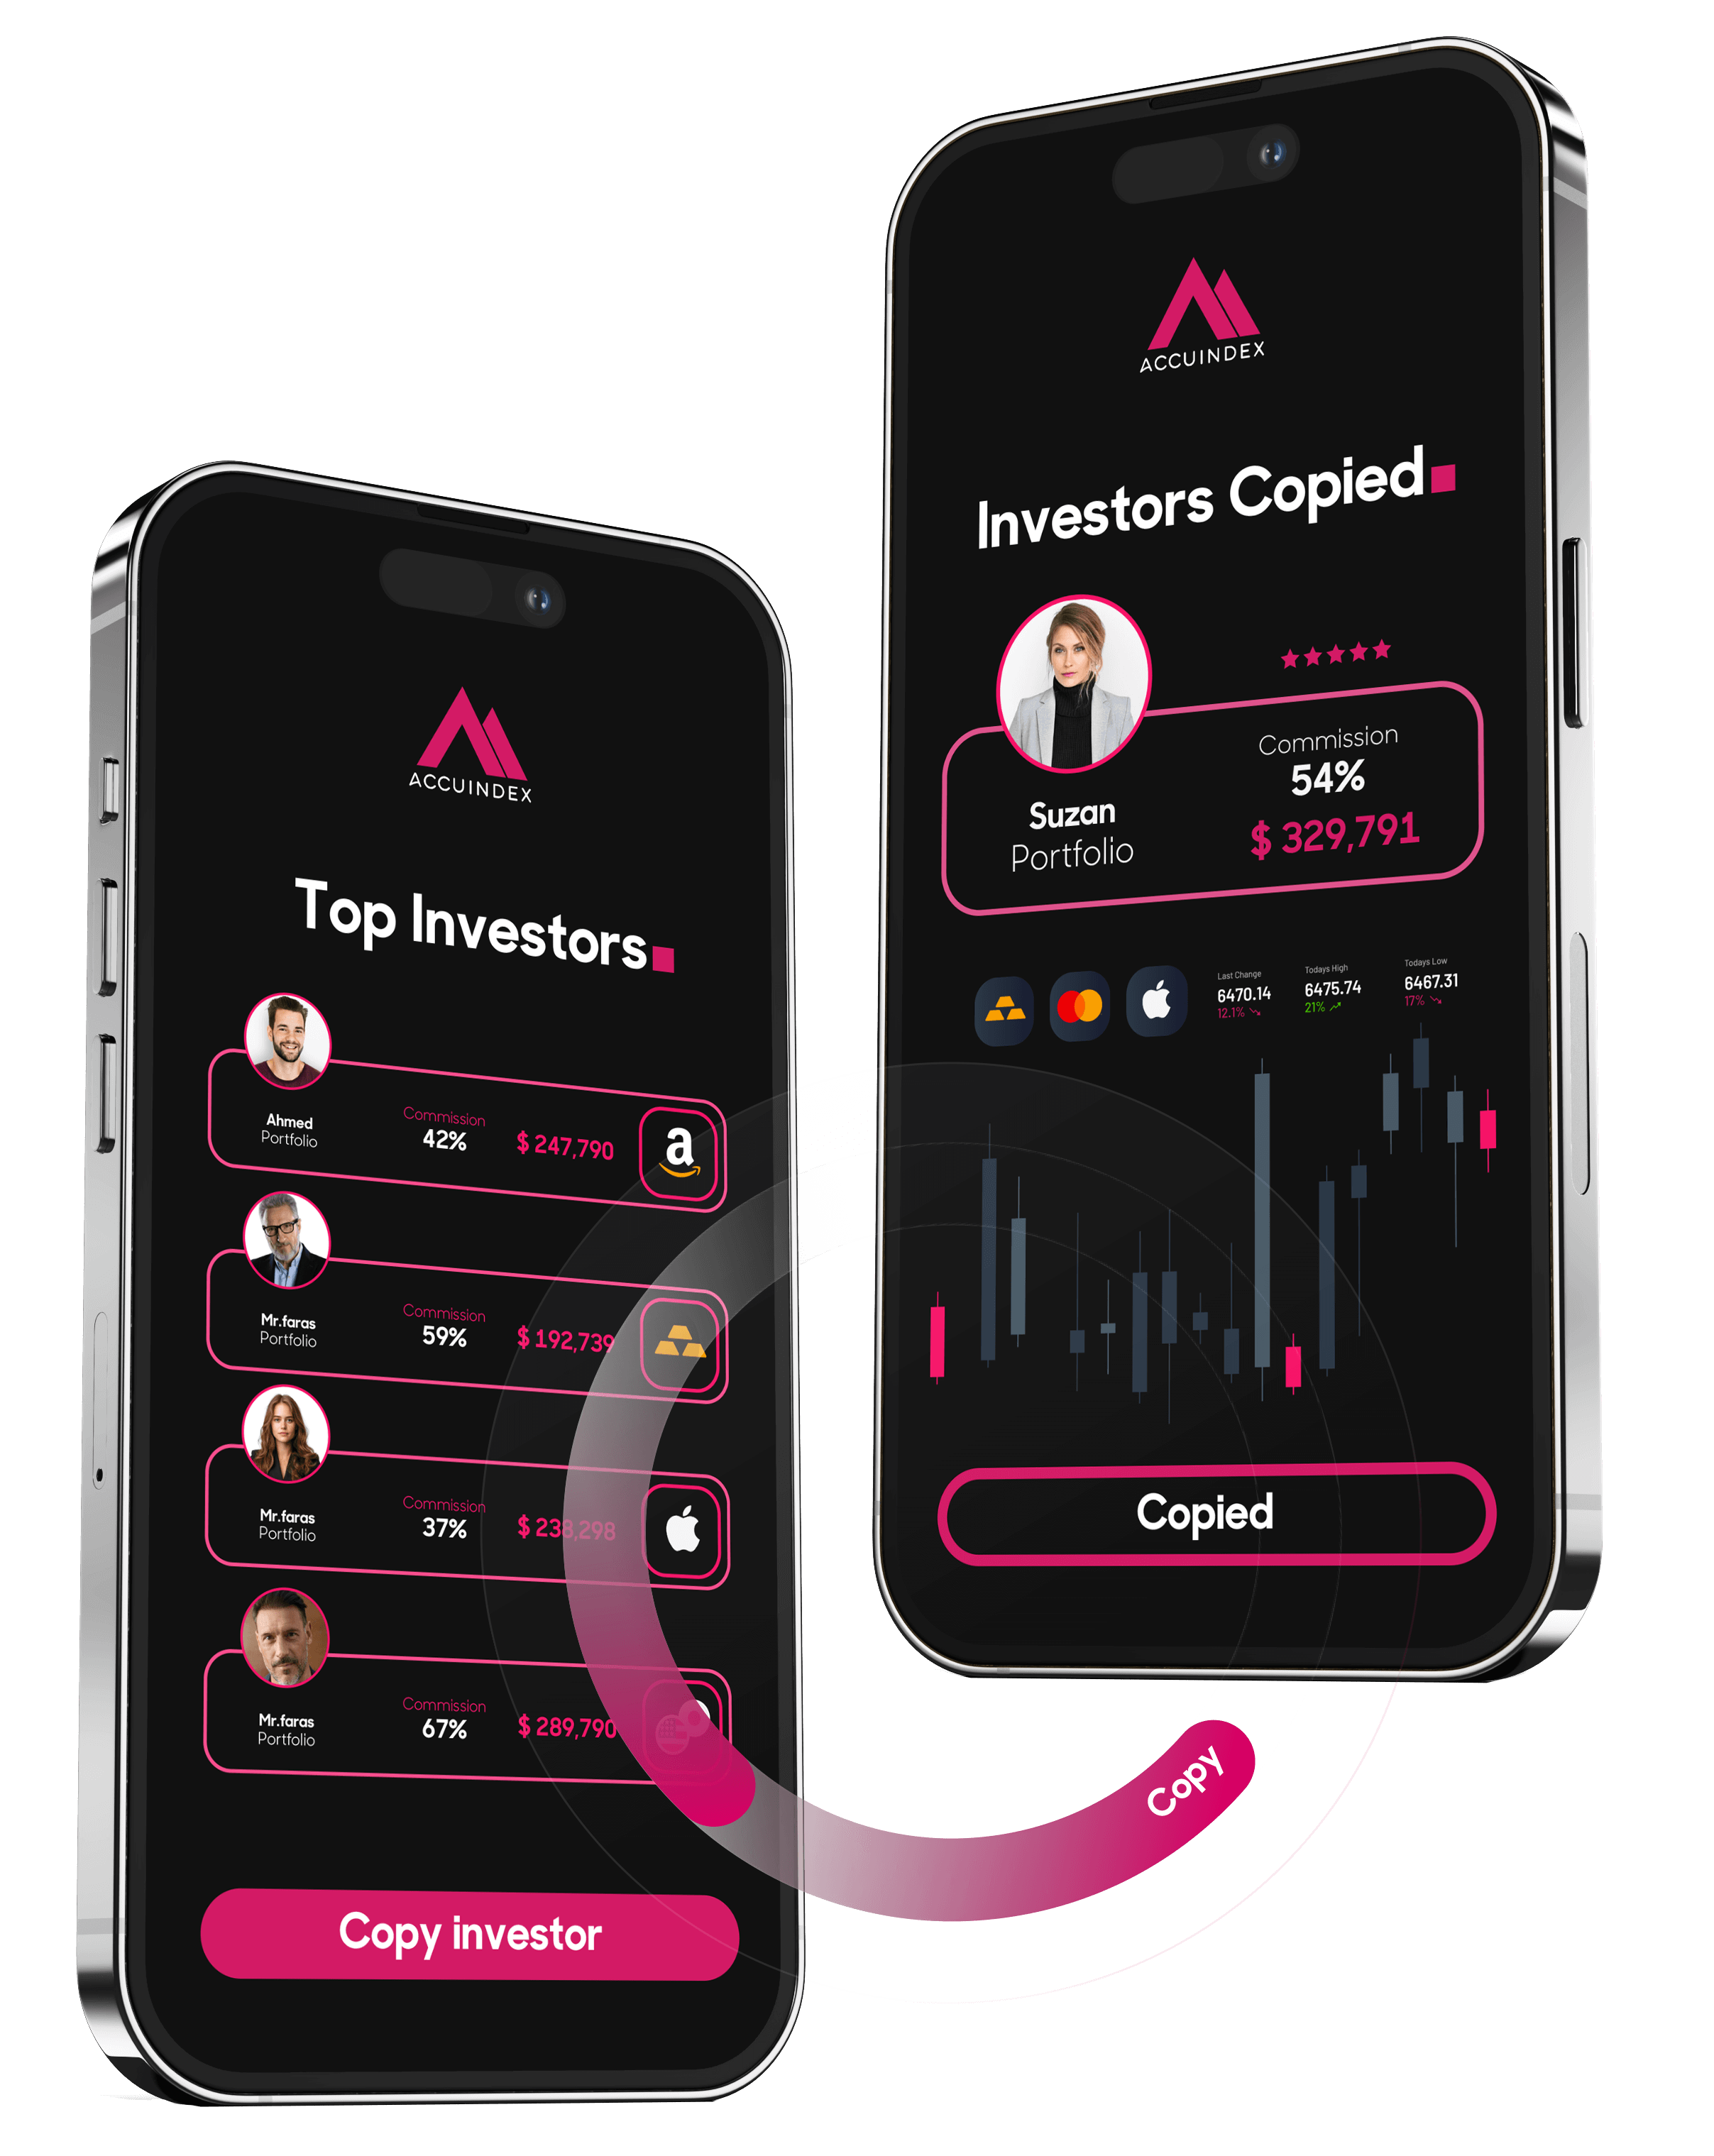 ACCUINDEX
Top Investors
Ahmed
Portfolio
Commission
42%
$ 247,790
a
Mr.faras
Portfolio
Commission
59%
$ 192,739
Mr.faras
Portfolio
Commission
37%
$ 238,298
Mr.faras
Portfolio
Commission
67%
$ 289,790
Copy investor
ACCUINDEX
Investors Copied
Suzan
Portfolio
Commission
54%
$ 329,791
Last Change
6470.14
12.1%
Todays High
6475.74
21%
Todays Low
6467.31
17%
Copied
Copy